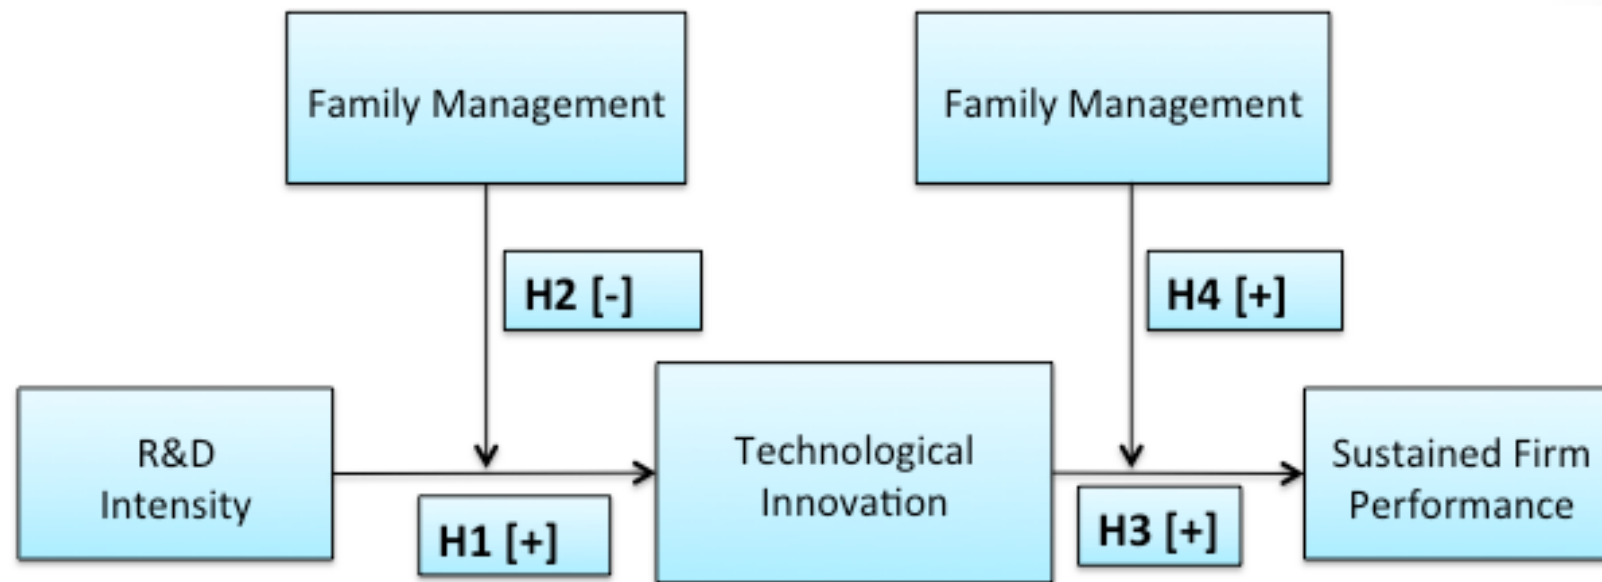 Family Management
Family Management
H2 [-]
H4 [+]
R&D
Intensity
Technological
Innovation
Sustained Firm
Performance
H1 [+]
H3 [+]